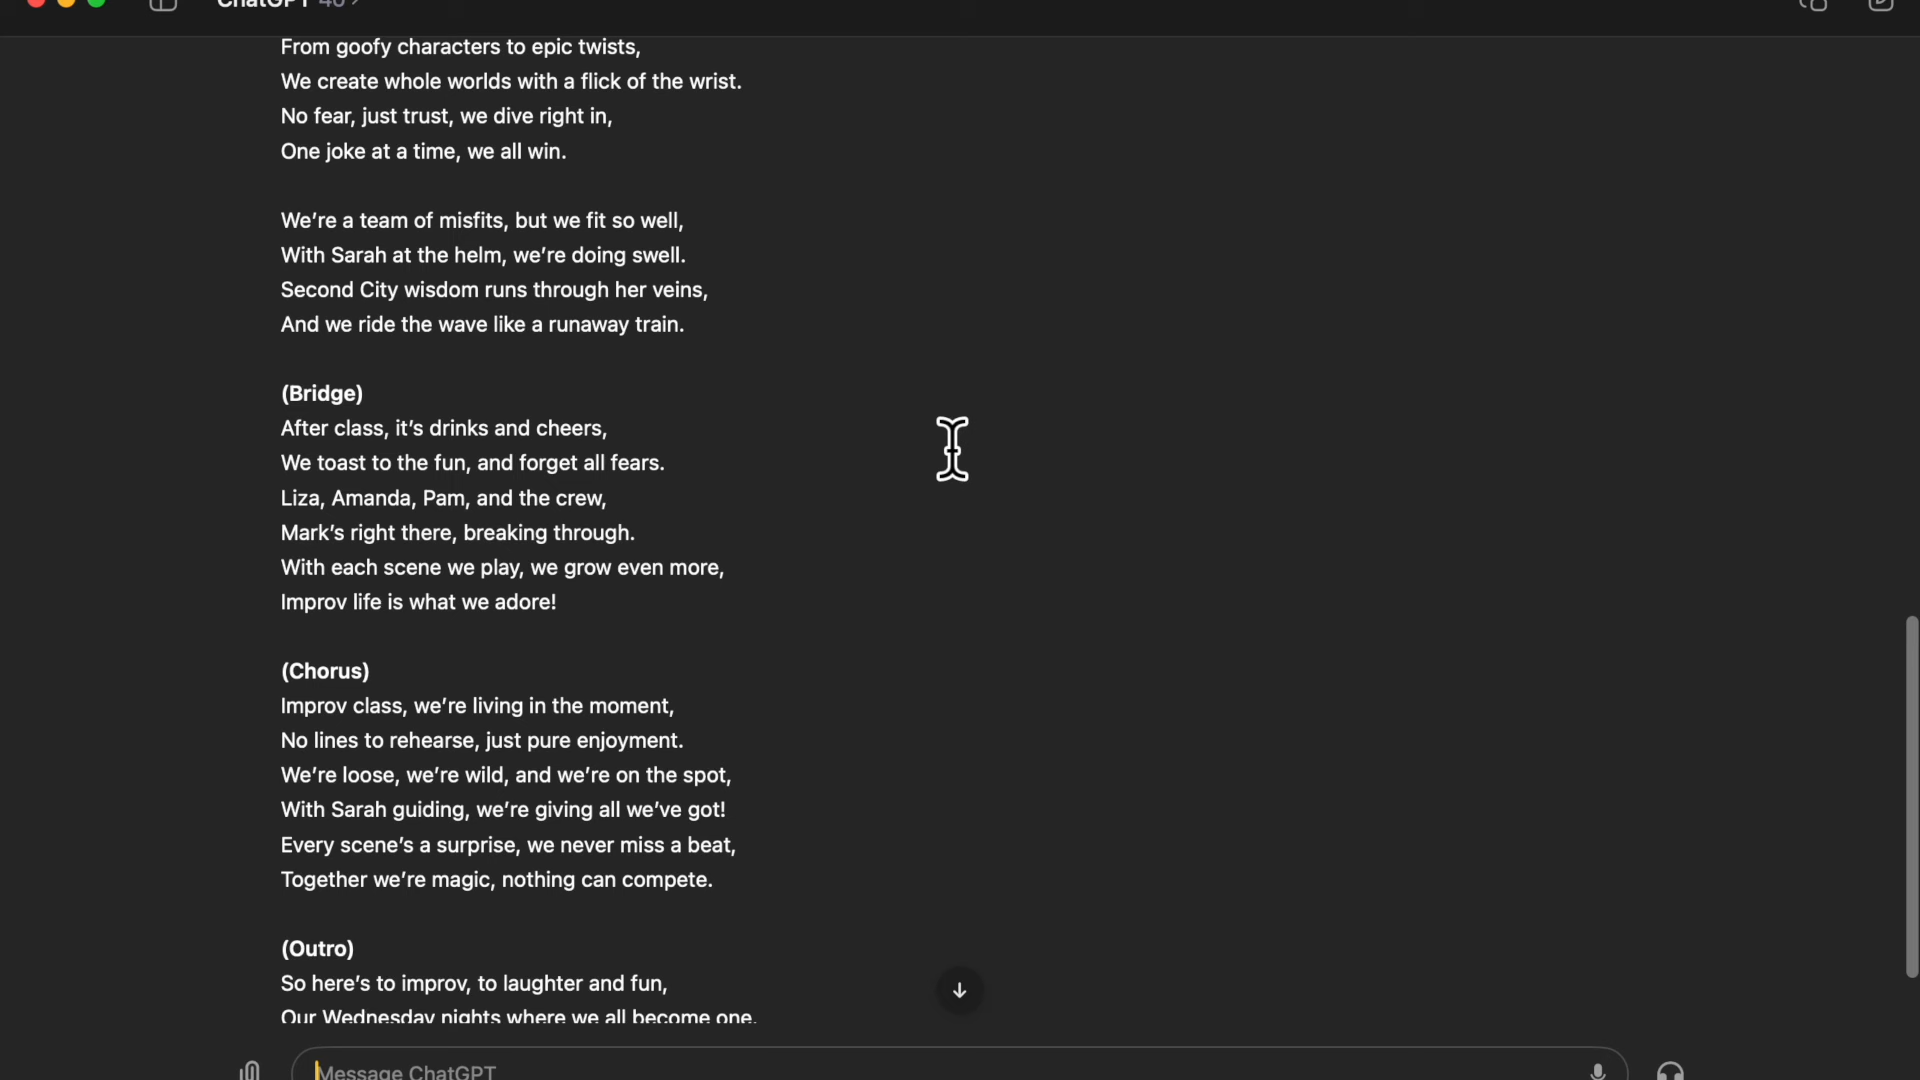 ChatGPT 4o >
From goofy characters to epic twists,
We create whole worlds with a flick of the wrist.
No fear, just trust, we dive right in,
One joke at a time, we all win.
We’re a team of misfits, but we fit so well,
With Sarah at the helm, we’re doing swell.
Second City wisdom runs through her veins,
And we ride the wave like a runaway train.
(Bridge)
After class, it’s drinks and cheers,
We toast to the fun, and forget all fears.
Liza, Amanda, Pam, and the crew,
Mark’s right there, breaking through.
With each scene we play, we grow even more,
Improv life is what we adore!
(Chorus)
Improv class, we’re living in the moment,
No lines to rehearse, just pure enjoyment.
We’re loose, we’re wild, and we’re on the spot,
With Sarah guiding, we’re giving all we’ve got!
Every scene’s a surprise, we never miss a beat,
Together we’re magic, nothing can compete.
(Outro)
So here’s to improv, to laughter and fun,
Our Wednesday nights where we all become one.
Message ChatGPT